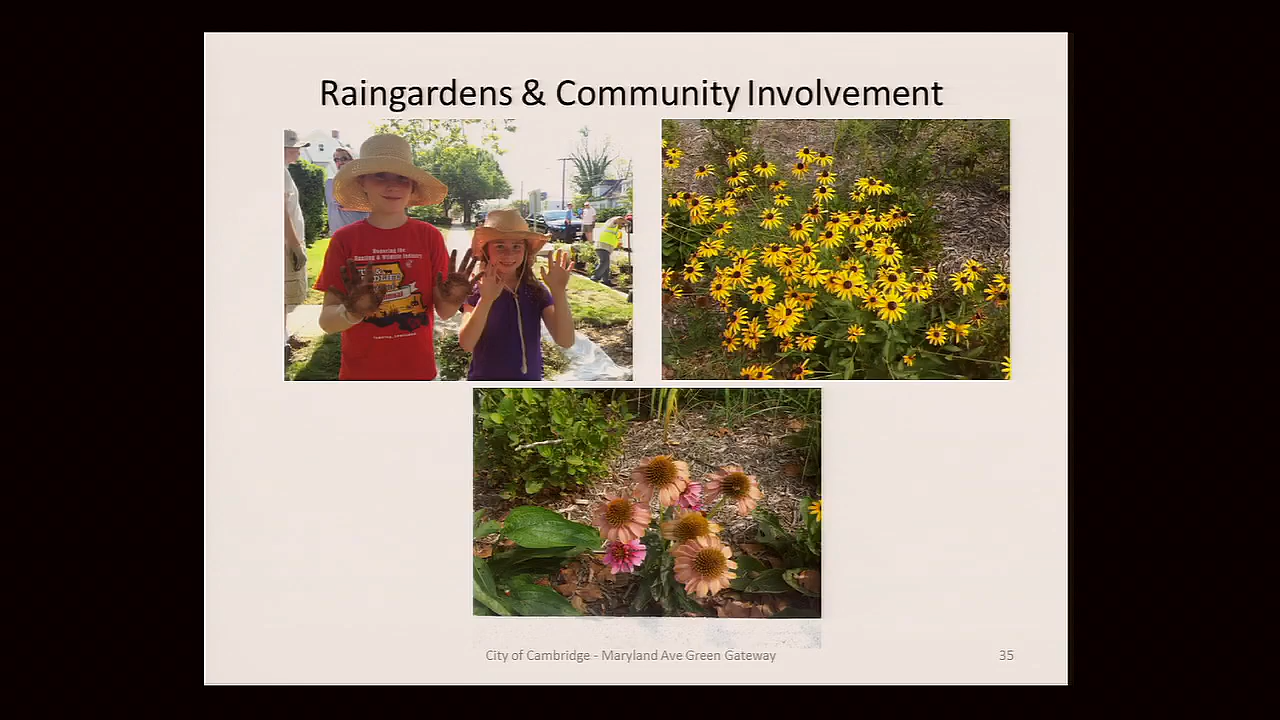 Raingardens & Community Involvement
City of Cambridge - Maryland Ave Green Gateway
35